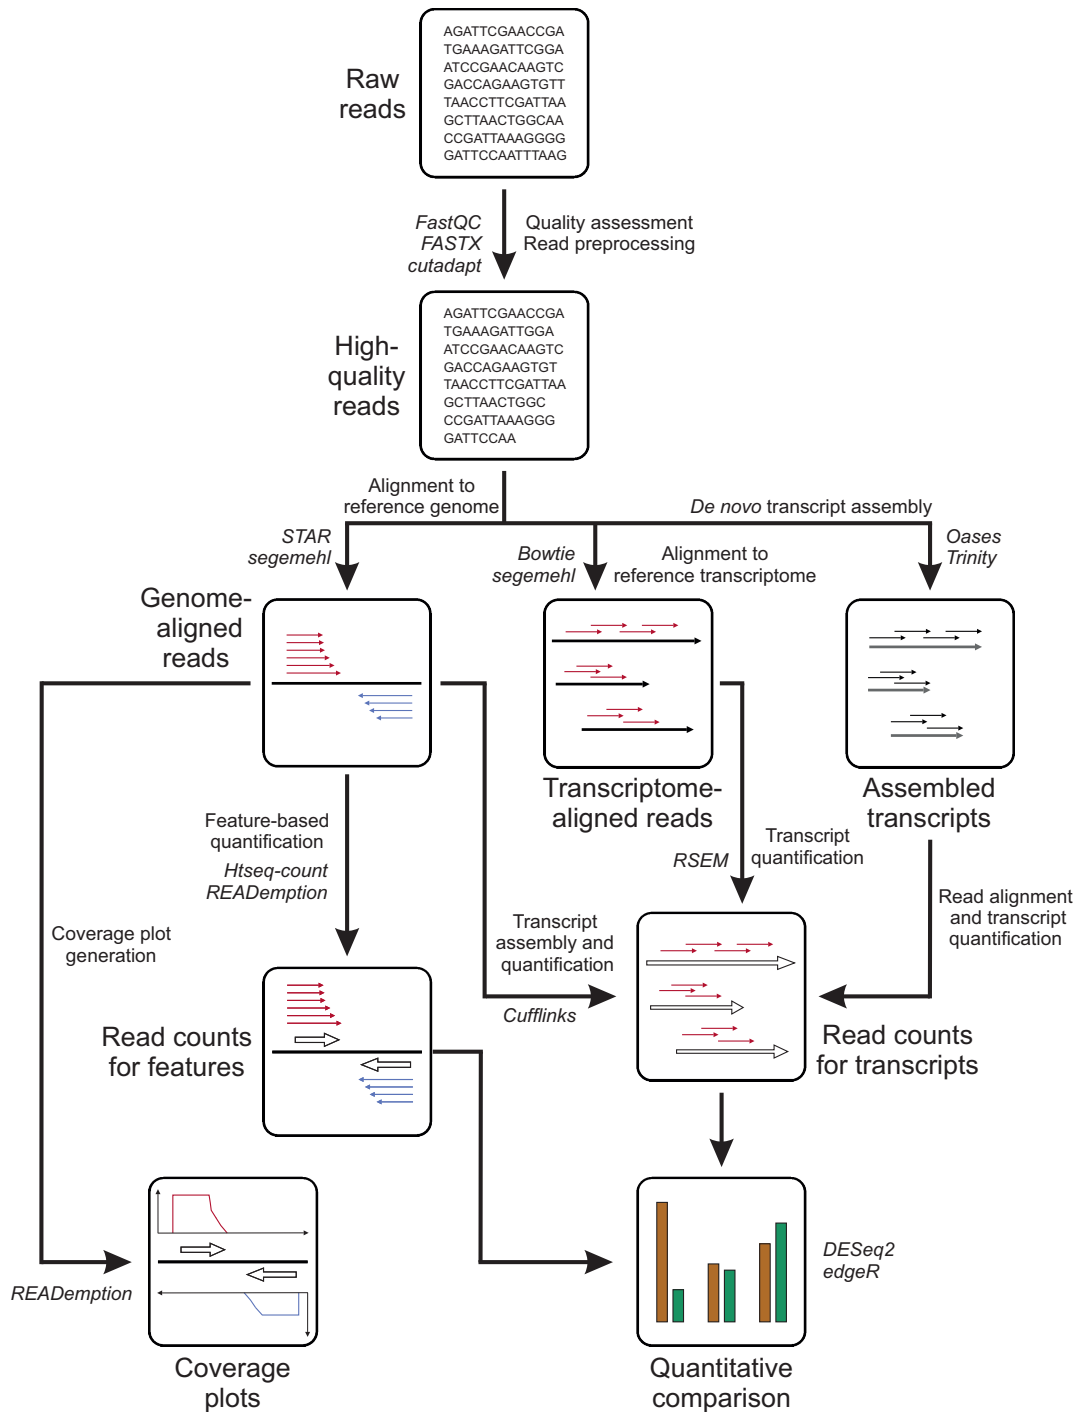 Raw
reads
AGATTCGAACCGA
TGAAAGATTCGGA
ATCCGAACAAGTC
GACCAGAAGTGTT
TAACCTTCGATTAA
GCTTAACTGGCAA
CCGATTAAAGGGG
GATTCCAATTTAAG
FastQC
FASTX
cutadapt
Quality assessment
Read preprocessing
High-
quality
reads
AGATTCGAACCGA
TGAAAGATTGGA
ATCCGAACAAGTC
GACCAGAAGTGT
TAACCTTCGATTAA
GCTTAACTGGC
CCGATTAAAGGG
GATTCCAA
Alignment to
reference genome
De novo transcript assembly
STAR
segemehl
Bowtie
segemehl
Alignment to
reference transcriptome
Oases
Trinity
Genome-
aligned
reads
Transcriptome-
aligned reads
Assembled
transcripts
Feature-based
quantification
Htseq-count
READemption
RSEM
Transcript
quantification
Read alignment
and transcript
quantification
Coverage plot
generation
Transcript
assembly and
quantification
Cufflinks
Read counts
for features
Read counts
for transcripts
READemption
DESeq2
edgeR
Coverage
plots
Quantitative
comparison